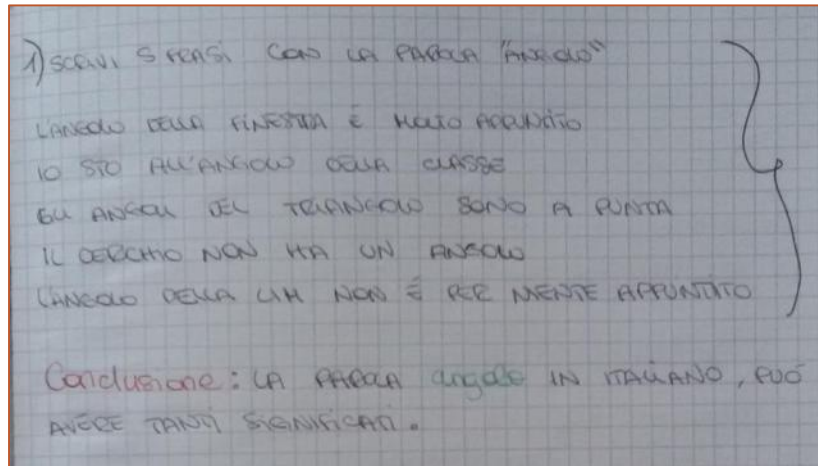 1) SCRIVI 5 FRASI CON LA PAROLA "ANGOLO"
L'ANGOLO DELLA FINESTRA È MOLTO APPUNTITO
IO STO ALL'ANGOLO DELLA CLASSE
GLI ANGOLI DEL TRIANGOLO SONO A PUNTA
IL CERCHIO NON HA UN ANGOLO
L'ANGOLO DELLA LIM NON È PER NIENTE APPUNTITO
Conclusione: LA PAROLA angolo IN ITALIANO, PUÒ
AVERE TANTI SIGNIFICATI.